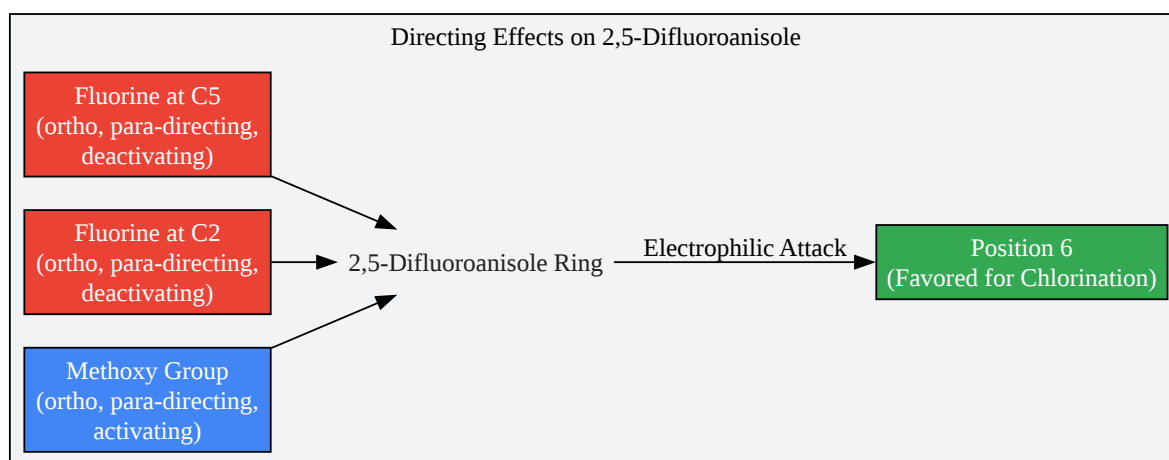 Directing Effects on 2,5-Difluoroanisole
Fluorine at C5
(ortho, para-directing,
deactivating)
Fluorine at C2
(ortho, para-directing,
deactivating)
Methoxy Group
(ortho, para-directing,
activating)
2,5-Difluoroanisole Ring
Electrophilic Attack
Position 6
(Favored for Chlorination)